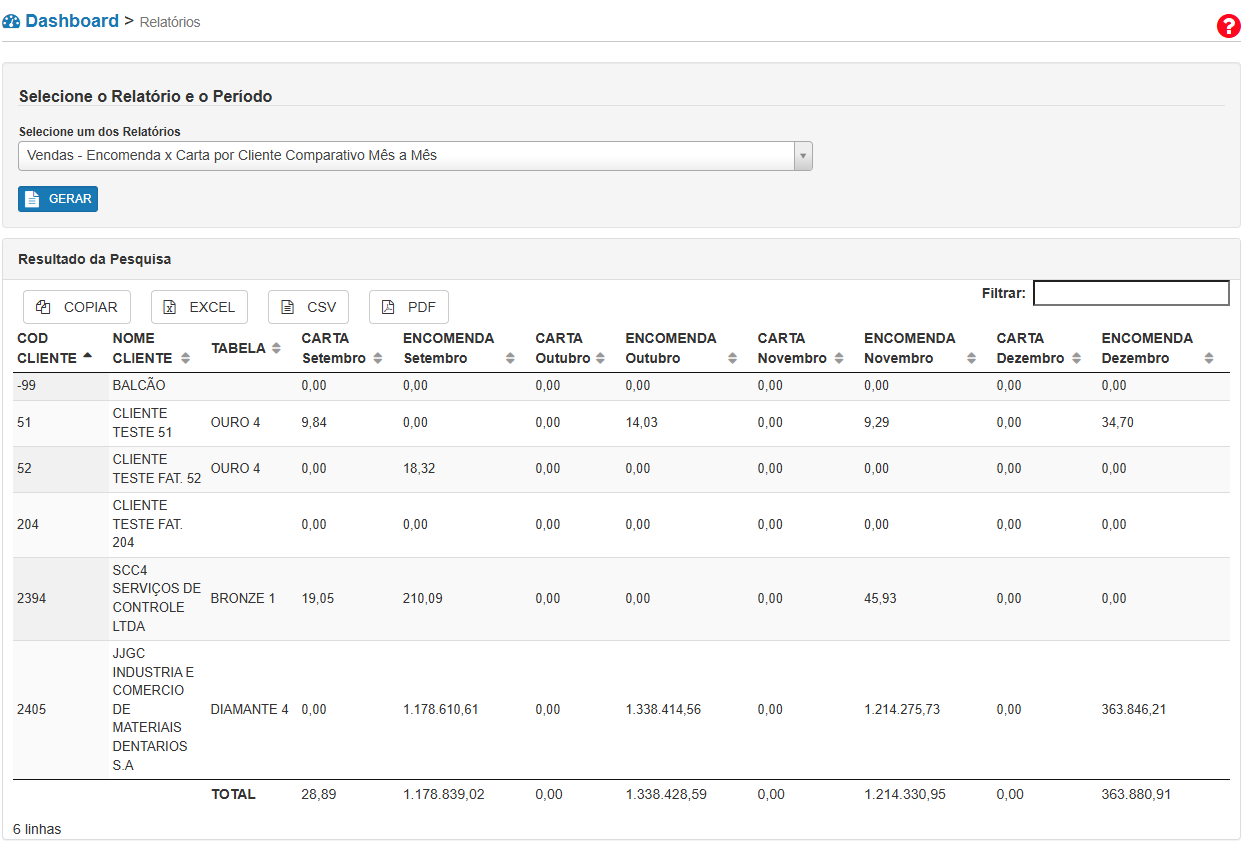 Dashboard > Relatórios
?
Selecione o Relatório e o Período
Selecione um dos Relatórios
Vendas - Encomenda x Carta por Cliente Comparativo Mês a Mês
GERAR
Resultado da Pesquisa
COPIAR EXCEL CSV PDF Filtrar:
COD NOME TABELA CARTA ENCOMENDA CARTA ENCOMENDA CARTA ENCOMENDA CARTA ENCOMENDA
CLIENTE CLIENTE Setembro Setembro Outubro Outubro Novembro Novembro Dezembro Dezembro
-99 BALCÃO 0,00 0,00 0,00 0,00 0,00 0,00 0,00 0,00
CLIENTE
51 OURO 4 9,84 0,00 0,00 14,03 0,00 9,29 0,00 34,70
TESTE 51
CLIENTE
52 OURO 4 0,00 18,32 0,00 0,00 0,00 0,00 0,00 0,00
TESTE FAT. 52
CLIENTE
204 TESTE FAT. 0,00 0,00 0,00 0,00 0,00 0,00 0,00 0,00
204
SCC4
SERVIÇOS DE
2394 BRONZE 1 19,05 210,09 0,00 0,00 0,00 45,93 0,00 0,00
CONTROLE
LTDA
JJGC
INDUSTRIA E
COMERCIO
2405 DE DIAMANTE 4 0,00 1.178.610,61 0,00 1.338.414,56 0,00 1.214.275,73 0,00 363.846,21
MATERIAIS
DENTARIOS
S.A
TOTAL 28,89 1.178.839,02 0,00 1.338.428,59 0,00 1.214.330,95 0,00 363.880,91
6 linhas